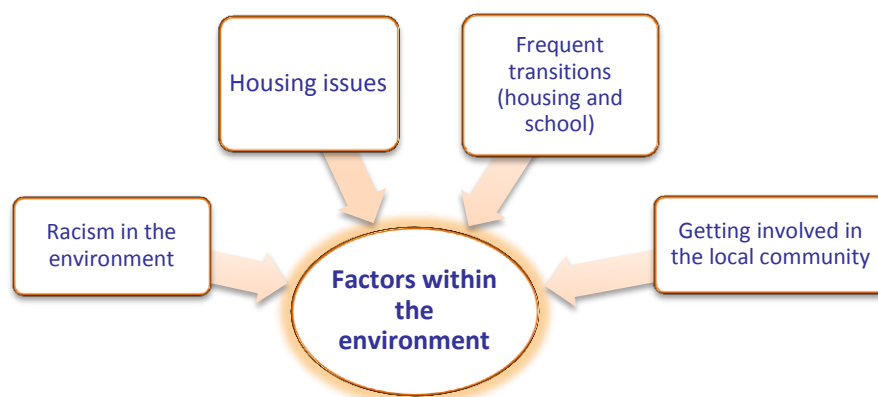 Housing issues
Frequent
transitions
(housing and
school)
Racism in the
environment
Getting involved in
the local community
Factors within
the
environment